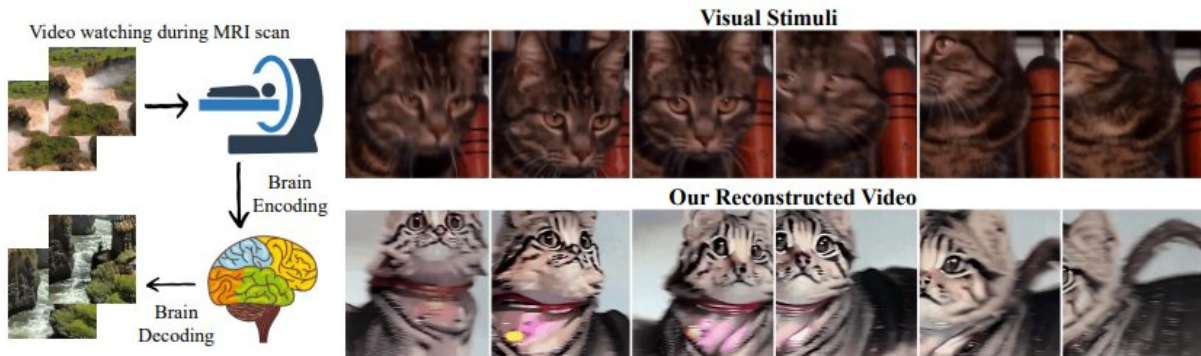 Video watching during MRI scan
Brain
Encoding
Brain
Decoding
Visual Stimuli
Our Reconstructed Video